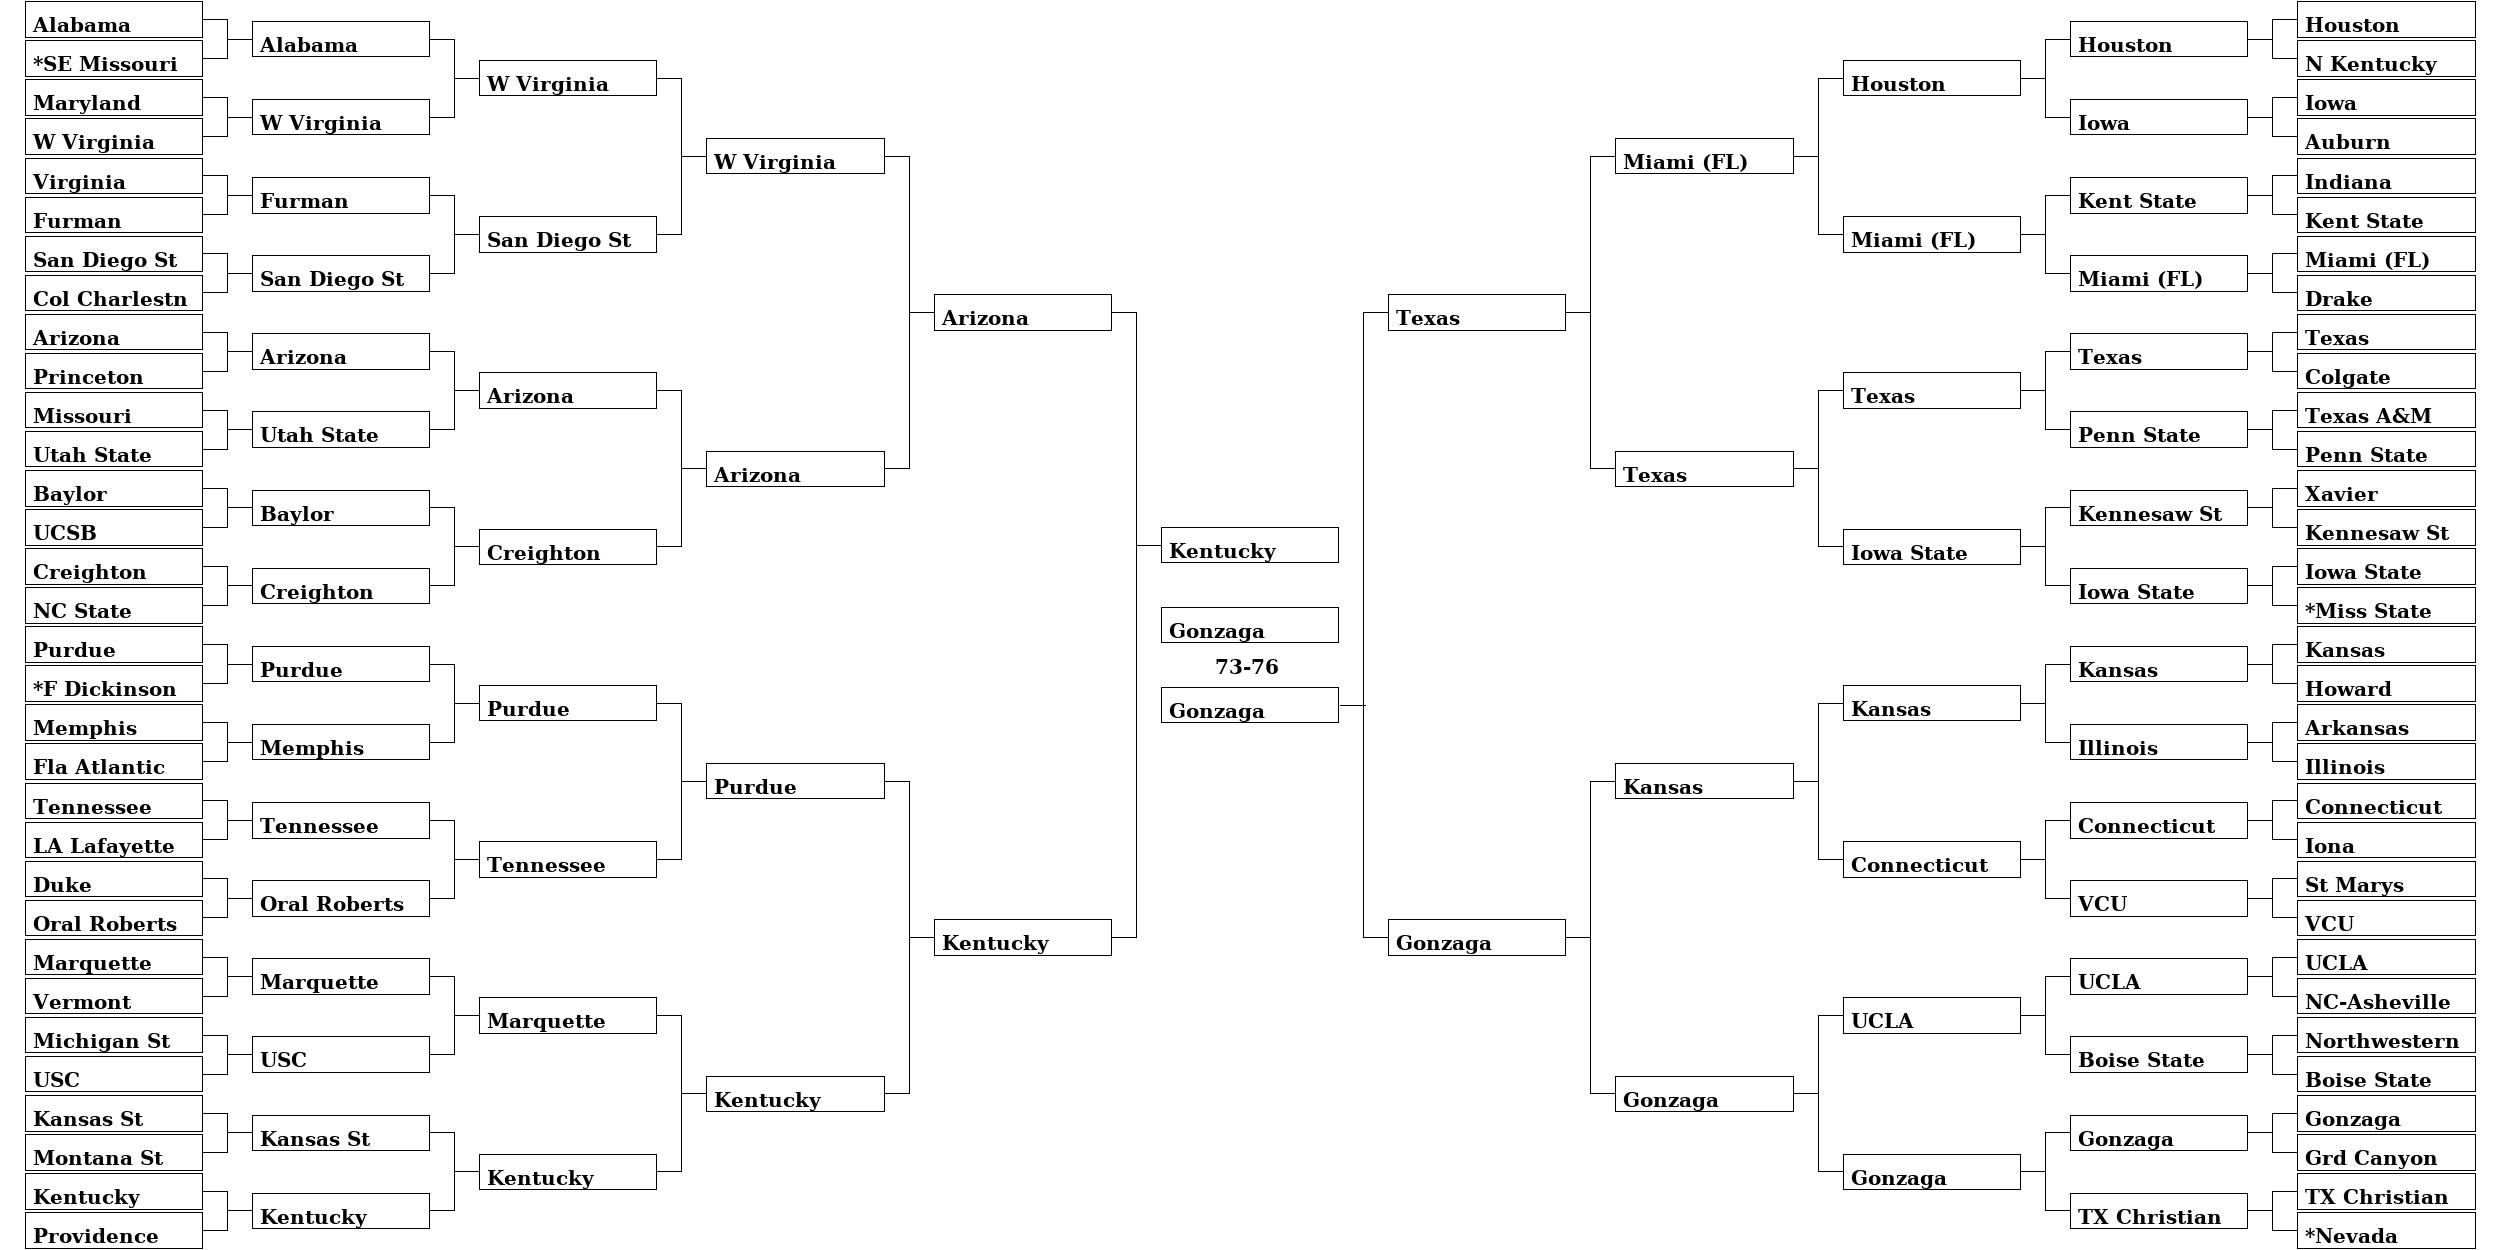 Alabama
*SE Missouri
Maryland
W Virginia
Virginia
Furman
San Diego St
Col Charlestn
Arizona
Princeton
Missouri
Utah State
Baylor
UCSB
Creighton
NC State
Purdue
*F Dickinson
Memphis
Fla Atlantic
Tennessee
LA Lafayette
Duke
Oral Roberts
Marquette
Vermont
Michigan St
USC
Kansas St
Montana St
Kentucky
Providence
Alabama
W Virginia
Furman
San Diego St
Arizona
Utah State
Baylor
Creighton
Purdue
Memphis
Tennessee
Oral Roberts
Marquette
USC
Kansas St
Kentucky
W Virginia
San Diego St
Arizona
Creighton
Purdue
Tennessee
Marquette
Kentucky
W Virginia
Arizona
Purdue
Kentucky
Arizona
Kentucky
Kentucky
Gonzaga
73-76
Gonzaga
Texas
Gonzaga
Miami (FL)
Texas
Kansas
Gonzaga
Houston
Miami (FL)
Texas
Iowa State
Kansas
Connecticut
UCLA
Gonzaga
Houston
Iowa
Kent State
Miami (FL)
Texas
Penn State
Kennesaw St
Iowa State
Kansas
Illinois
Connecticut
VCU
UCLA
Boise State
Gonzaga
TX Christian
Houston
N Kentucky
Iowa
Auburn
Indiana
Kent State
Miami (FL)
Drake
Texas
Colgate
Texas A&M
Penn State
Xavier
Kennesaw St
Iowa State
*Miss State
Kansas
Howard
Arkansas
Illinois
Connecticut
Iona
St Marys
VCU
UCLA
NC-Asheville
Northwestern
Boise State
Gonzaga
Grd Canyon
TX Christian
*Nevada